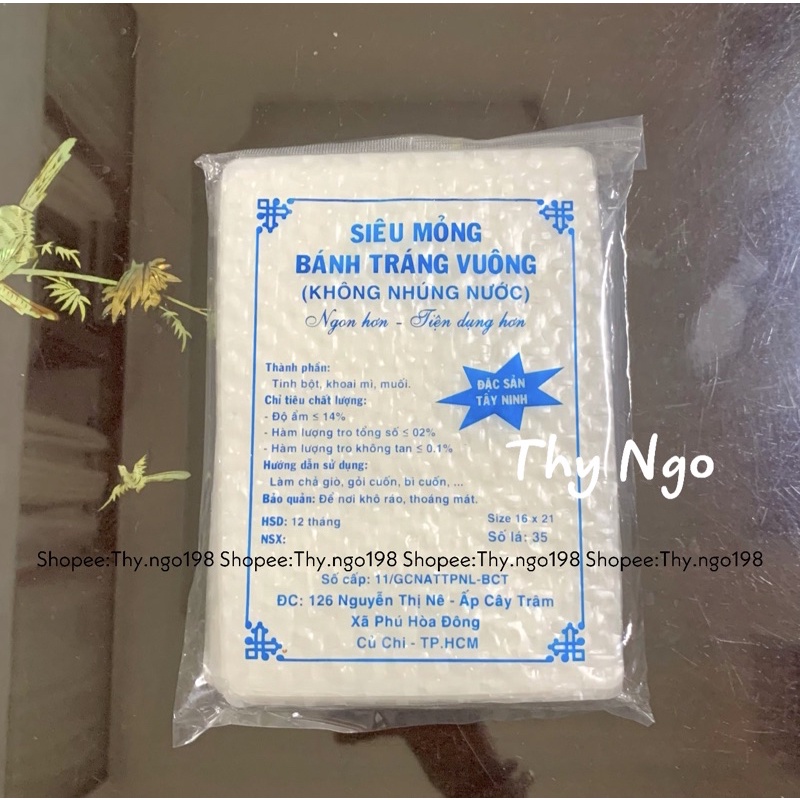 SIÊU MỎNG
BÁNH TRÁNG VUÔNG
(KHÔNG NHÚNG NƯỚC)
Ngon hơn - Tiện dụng hơn
Thành phần:
Tinh bột, khoai mì, muối.
Chỉ tiêu chất lượng:
- Độ ẩm ≤ 14%
- Hàm lượng tro tổng số ≤ 02%
- Hàm lượng tro không tan ≤ 0.1%
Hướng dẫn sử dụng:
Làm chả giò, gỏi cuốn, bì cuốn, ...
Bảo quản: Để nơi khô ráo, thoáng mát.
ĐẶC SẢN
TÂY NINH
Thy Ngo
HSD: 12 tháng
Size 16 x 21
NSX:
Số lá: 35
Shopee:Thy.ngo198 Shopee:Thy.ngo198 Shopee:Thy.ngo198 Shopee:Thy.ngo198
Số cấp: 11/GCNATTPNL-BCT
ĐC: 126 Nguyễn Thị Nê - Ấp Cây Trâm
Xã Phú Hòa Đông
Củ Chi - TP.HCM